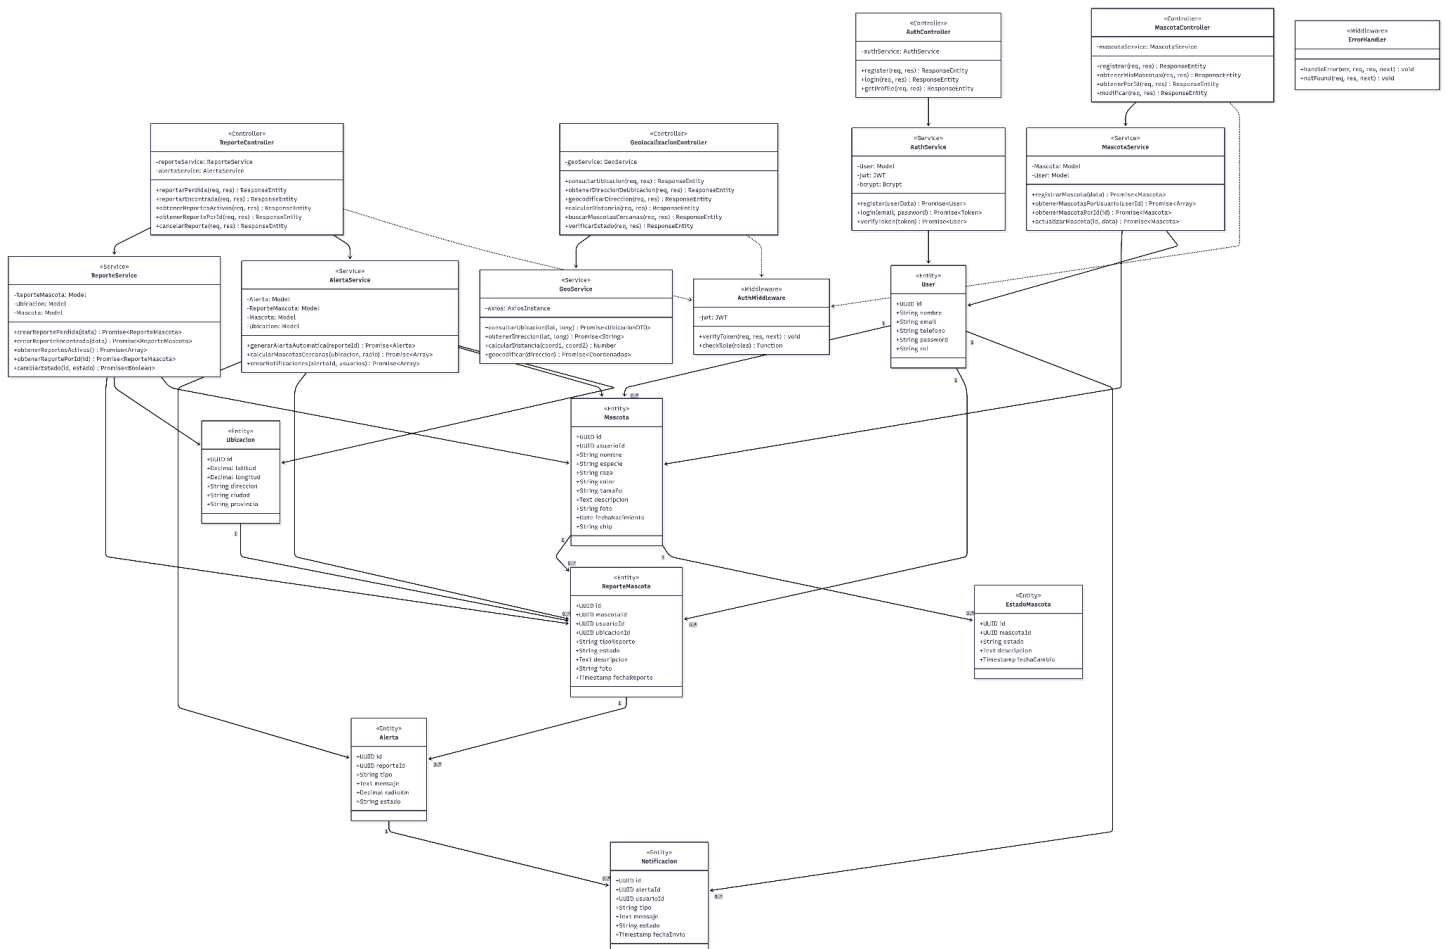 «Controller»
AuthController
-authService: AuthService
+register(req, res) : ResponseEntity
+login(req, res) : ResponseEntity
+getProfile(req, res) : ResponseEntity
«Controller»
MascotaController
-mascotaService: MascotaService
+registrar(req, res) : ResponseEntity
+obtenerMisMascotas(req, res) : ResponseEntity
+obtenerPorId(req, res) : ResponseEntity
+modificar(req, res) : ResponseEntity
«Middleware»
ErrorHandler
+handleError(err, req, res, next) : void
+notFound(req, res, next) : void
«Controller»
ReporteController
-reporteService: ReporteService
-alertaService: AlertaService
+reportarPerdida(req, res) : ResponseEntity
+reportarEncontrada(req, res) : ResponseEntity
+obtenerReportesActivos(req, res) : ResponseEntity
+obtenerReportePorId(req, res) : ResponseEntity
+cancelarReporte(req, res) : ResponseEntity
«Controller»
GeolocalizacionController
-geoService: GeoService
+consultarUbicacion(req, res) : ResponseEntity
+obtenerDireccionDeUbicacion(req, res) : ResponseEntity
+geocodificarDireccion(req, res) : ResponseEntity
+calcularDistancia(req, res) : ResponseEntity
+buscarMascotasCercanas(req, res) : ResponseEntity
+verificarEstado(req, res) : ResponseEntity
«Service»
AuthService
-User: Model
-jwt: JWT
-bcrypt: Bcrypt
+register(userData) : Promise<User>
+login(email, password) : Promise<Token>
+verifyToken(token) : Promise<User>
«Service»
MascotaService
-Mascota: Model
-User: Model
+registrarMascota(data) : Promise<Mascota>
+obtenerMascotasPorUsuario(userId) : Promise<Array>
+obtenerMascotaPorId(id) : Promise<Mascota>
+actualizarMascota(id, data) : Promise<Mascota>
«Service»
ReporteService
-ReporteMascota: Model
-Ubicacion: Model
-Mascota: Model
+crearReportePerdida(data) : Promise<ReporteMascota>
+crearReporteEncontrada(data) : Promise<ReporteMascota>
+obtenerReportesActivos() : Promise<Array>
+obtenerReportePorId(id) : Promise<ReporteMascota>
+cambiarEstado(id, estado) : Promise<Boolean>
«Service»
AlertaService
-Alerta: Model
-ReporteMascota: Model
-Mascota: Model
-Ubicacion: Model
+generarAlertaAutomatica(reporteId) : Promise<Alerta>
+calcularMascotasCercanas(ubicacion, radio) : Promise<Array>
+crearNotificaciones(alertaId, usuarios) : Promise<Array>
«Service»
GeoService
-axios: AxiosInstance
+consultarUbicacion(lat, long) : Promise<UbicacionDTO>
+obtenerDireccion(lat, long) : Promise<String>
+calcularDistancia(coord1, coord2) : Number
+geocodificar(direccion) : Promise<Coordenadas>
«Middleware»
AuthMiddleware
-jwt: JWT
+verifyToken(req, res, next) : void
+checkRole(roles) : Function
«Entity»
User
+UUID id
+String nombre
+String email
+String telefono
+String password
+String rol
1
1
1
0..*
«Entity»
Mascota
+UUID id
+UUID usuarioId
+String nombre
+String especie
+String raza
+String color
+String tamaño
+Text descripcion
+String foto
+Date fechaNacimiento
+String chip
«Entity»
Ubicacion
+UUID id
+Decimal latitud
+Decimal longitud
+String direccion
+String ciudad
+String provincia
1
1
1
0..*
0..*
0..*
«Entity»
ReporteMascota
+UUID id
+UUID mascotaId
+UUID usuarioId
+UUID ubicacionId
+String tipoReporte
+String estado
+Text descripcion
+String foto
+Timestamp fechaReporte
0..*
«Entity»
EstadoMascota
+UUID id
+UUID mascotaId
+String estado
+Text descripcion
+Timestamp fechaCambio
1
«Entity»
Alerta
+UUID id
+UUID reporteId
+String tipo
+Text mensaje
+Decimal radioKm
+String estado
0..*
1
0..*
0..*
«Entity»
Notificacion
+UUID id
+UUID alertaId
+UUID usuarioId
+String tipo
+Text mensaje
+String estado
+Timestamp fechaEnvio